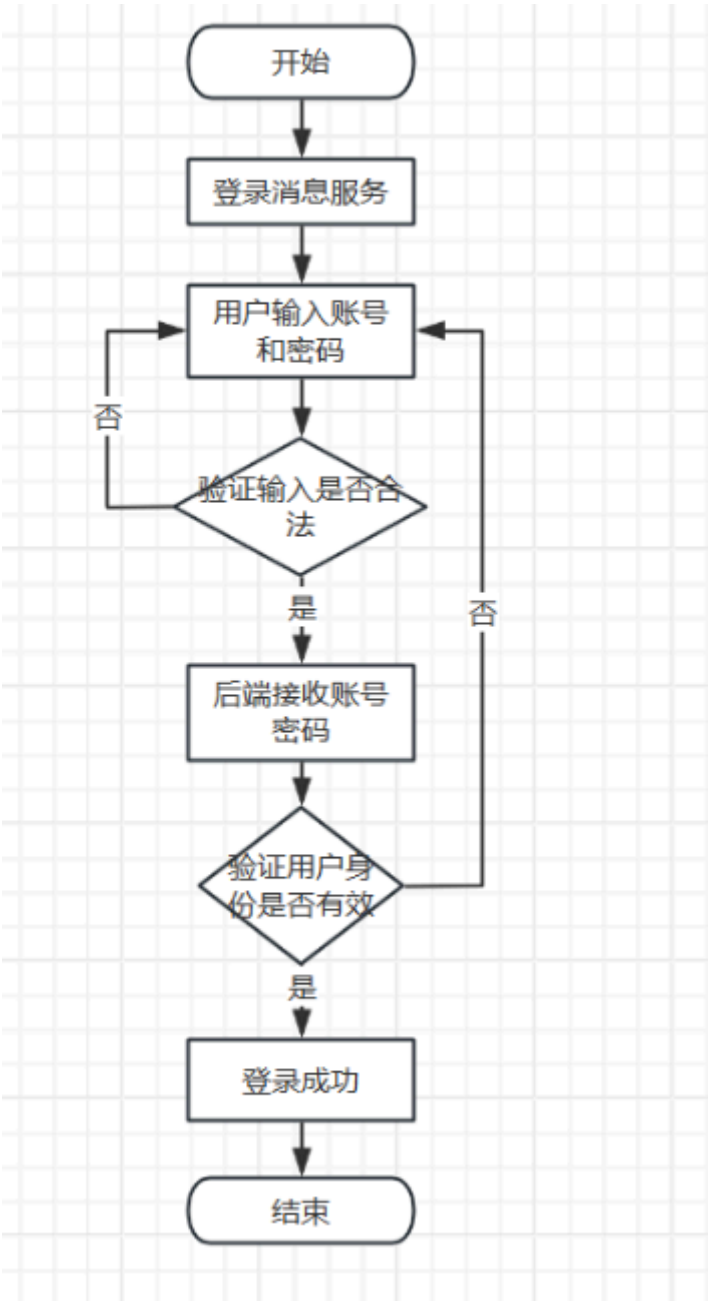 开始
登录消息服务
用户输入账号
和密码
否
验证输入是否合
法
是
否
后端接收账号
密码
验证用户身
份是否有效
是
登录成功
结束